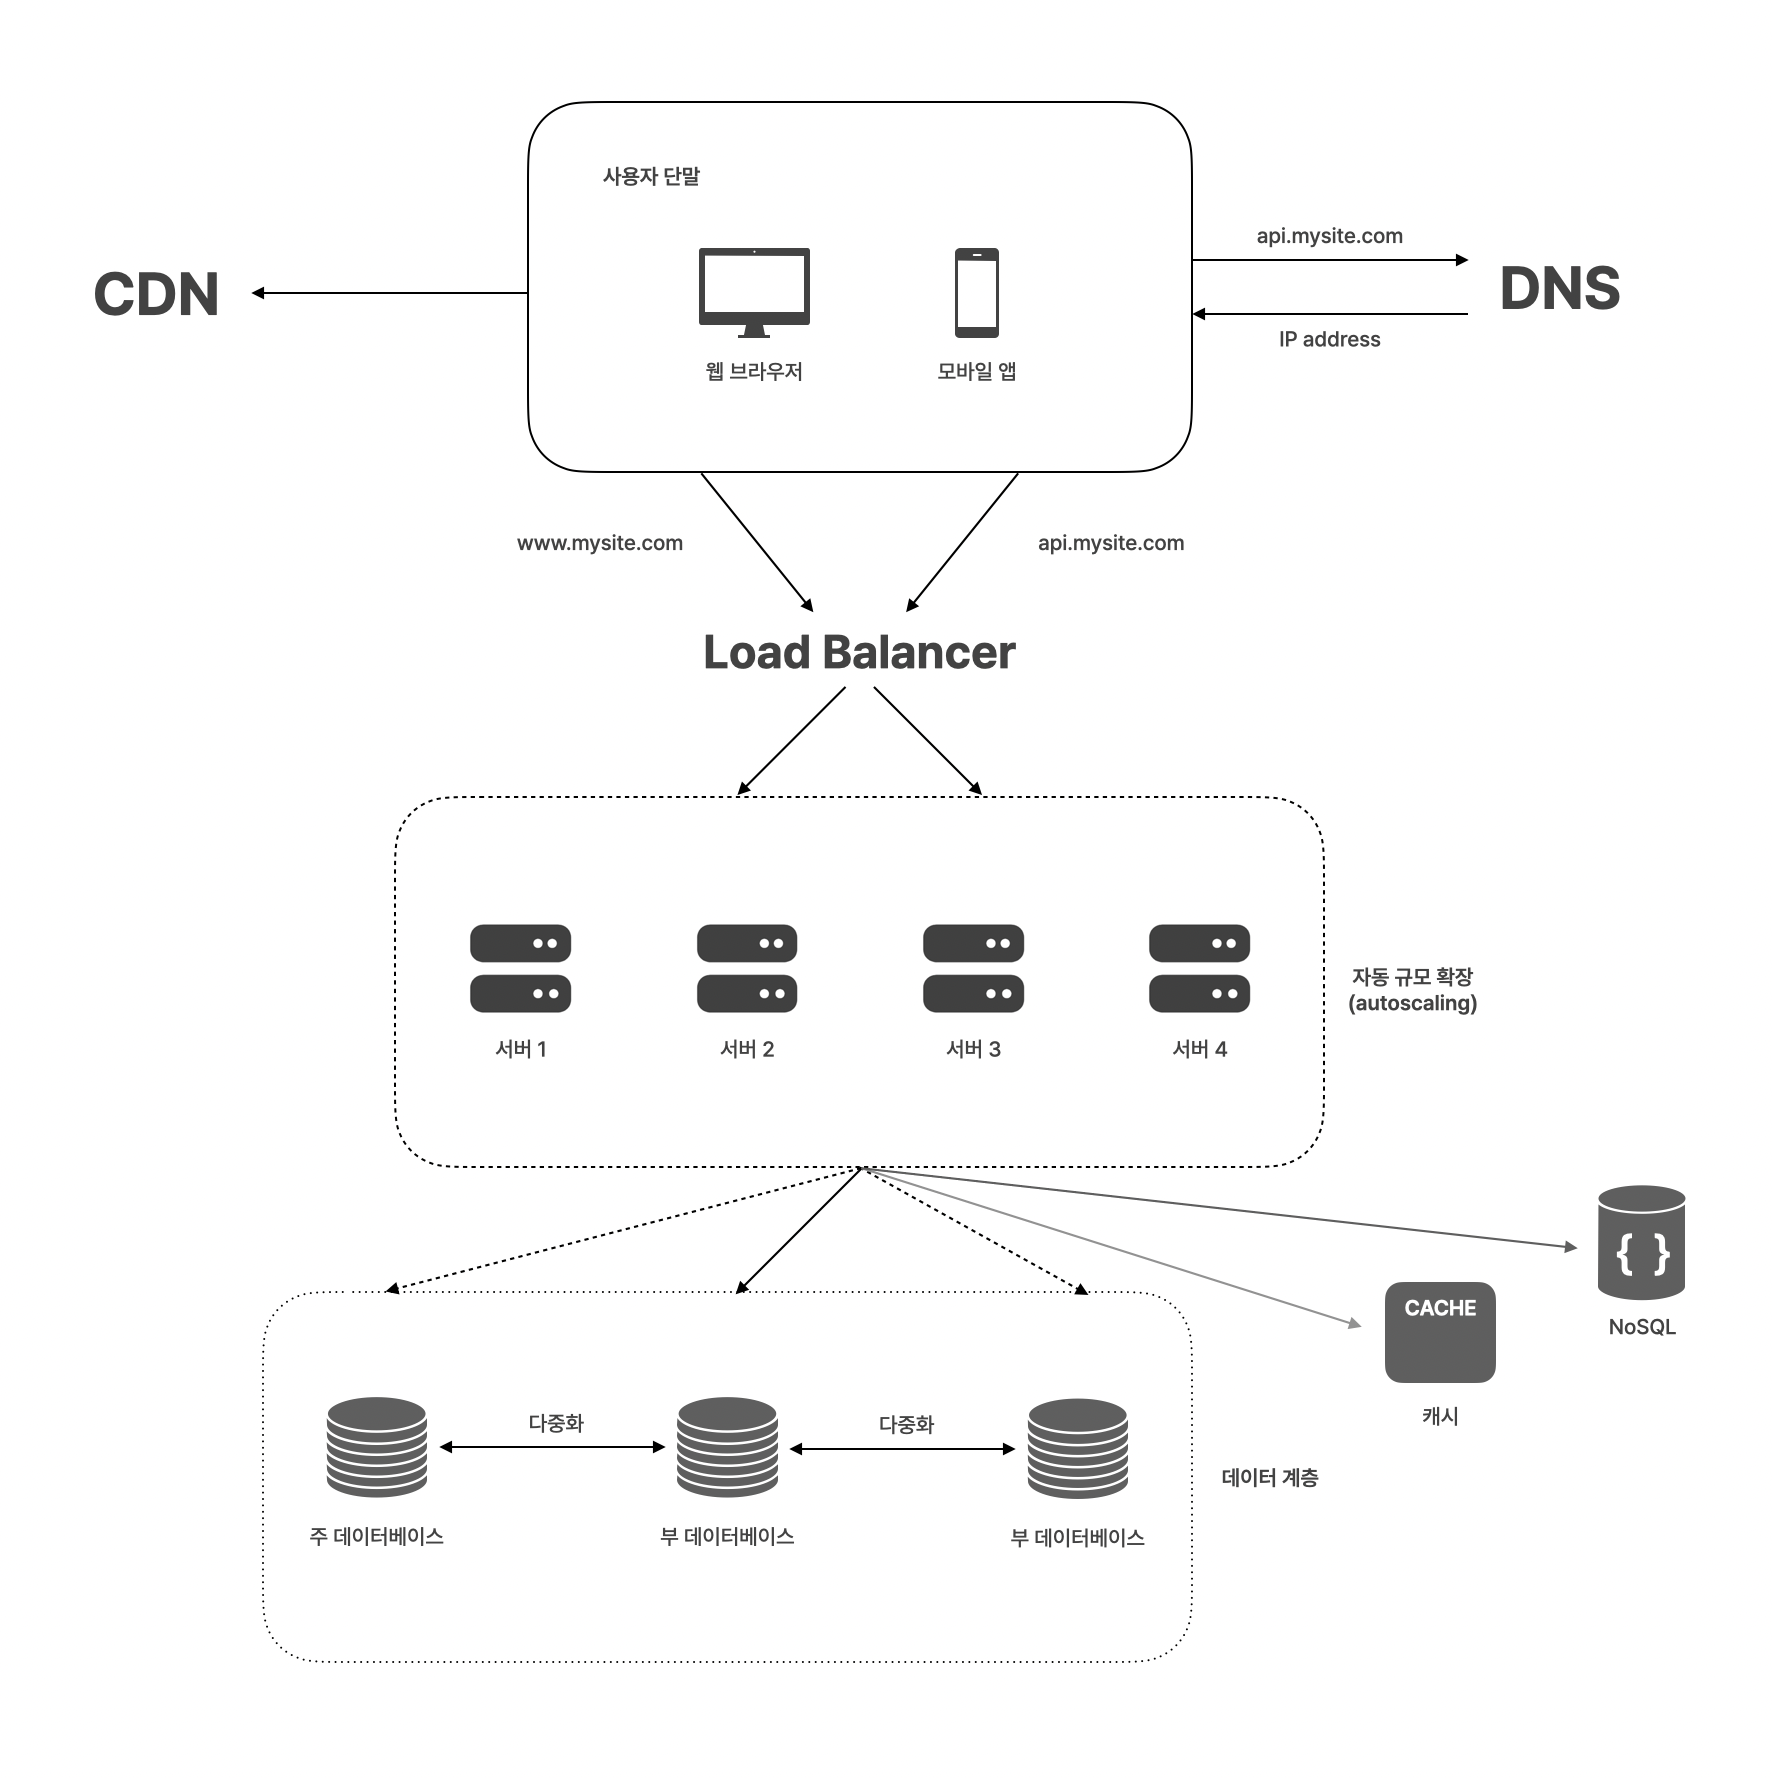 사용자 단말
웹 브라우저
모바일 앱
CDN
api.mysite.com
DNS
IP address
www.mysite.com
api.mysite.com
Load Balancer
서버 1
서버 2
서버 3
서버 4
자동 규모 확장
(autoscaling)
{ }
NoSQL
CACHE
캐시
다중화
다중화
주 데이터베이스
부 데이터베이스
부 데이터베이스
데이터 계층